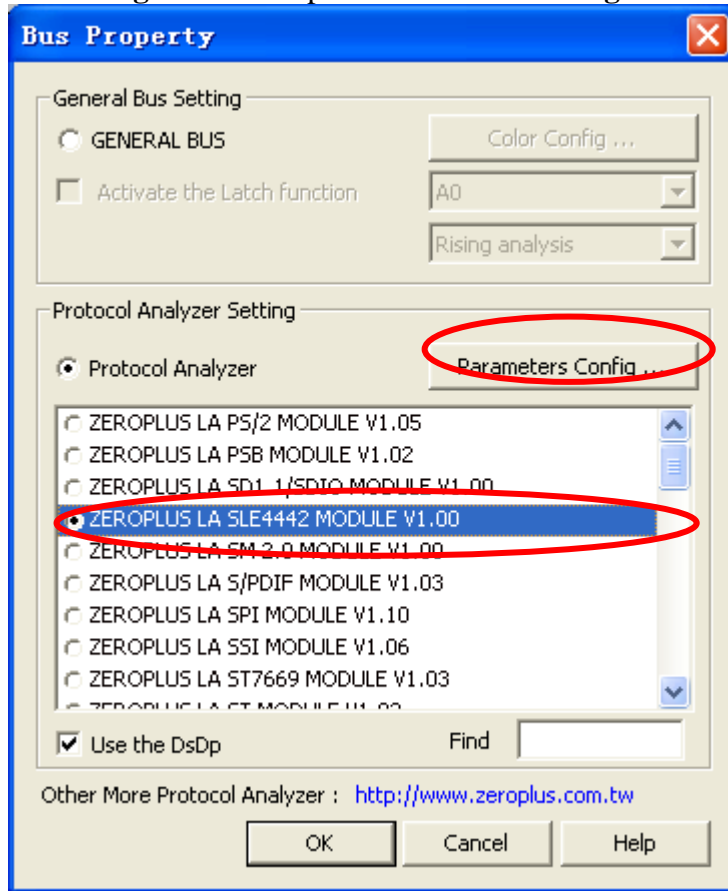 Bus Property
General Bus Setting
GENERAL BUS
Color Config ...
Activate the Latch function
A0
Rising analysis
Protocol Analyzer Setting
Protocol Analyzer
Parameters Config ...
ZEROPLUS LA PS/2 MODULE V1.05
ZEROPLUS LA PSB MODULE V1.02
ZEROPLUS LA SD1.1/SDIO MODULE V1.00
ZEROPLUS LA SLE4442 MODULE V1.00
ZEROPLUS LA SM 2.0 MODULE V1.00
ZEROPLUS LA S/PDIF MODULE V1.03
ZEROPLUS LA SPI MODULE V1.10
ZEROPLUS LA SSI MODULE V1.06
ZEROPLUS LA ST7669 MODULE V1.03
Use the DsDp
Find
Other More Protocol Analyzer : http://www.zeroplus.com.tw
OK
Cancel
Help